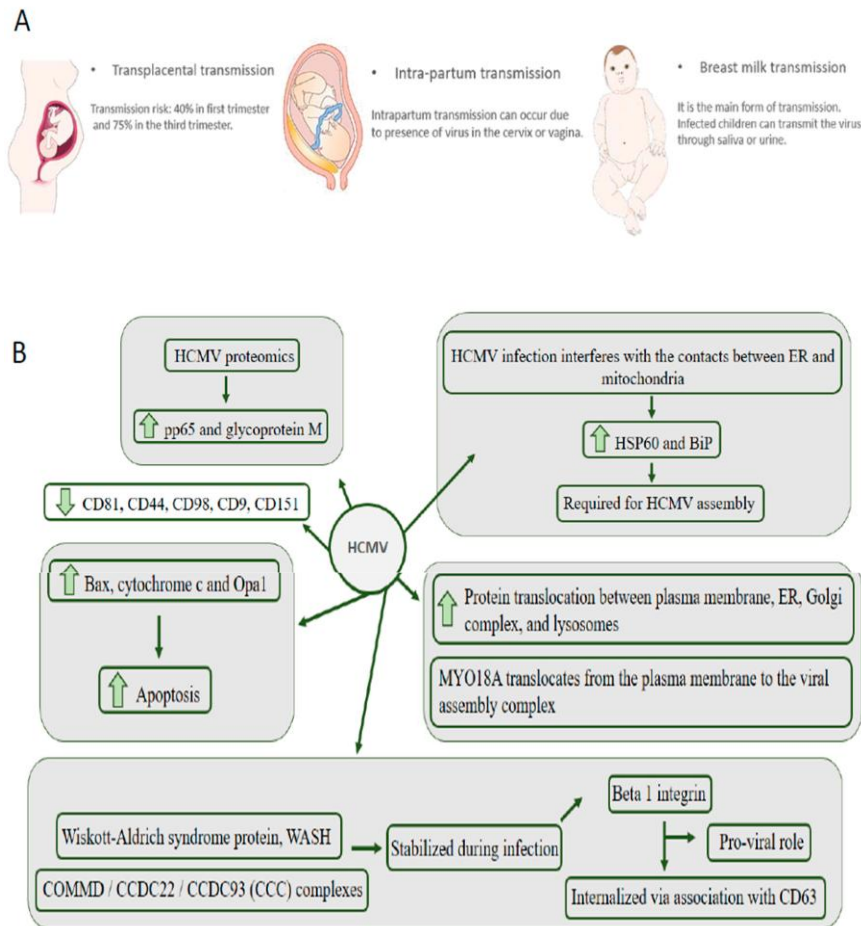 A
• Transplacental transmission
Transmission risk: 40% in first trimester
and 75% in the third trimester.
• Intra-partum transmission
Intrapartum transmission can occur due
to presence of virus in the cervix or vagina.
• Breast milk transmission
It is the main form of transmission.
Infected children can transmit the virus
through saliva or urine.
B
HCMV proteomics
pp65 and glycoprotein M
HCMV infection interferes with the contacts between ER and
mitochondria
HSP60 and BiP
Required for HCMV assembly
CD81, CD44, CD98, CD9, CD151
HCMV
Bax, cytochrome c and Opa1
Apoptosis
Protein translocation between plasma membrane, ER, Golgi
complex, and lysosomes
MYO18A translocates from the plasma membrane to the viral
assembly complex
Wiskott-Aldrich syndrome protein, WASH
COMMD / CCDC22 / CCDC93 (CCC) complexes
Stabilized during infection
Beta 1 integrin
Pro-viral role
Internalized via association with CD63